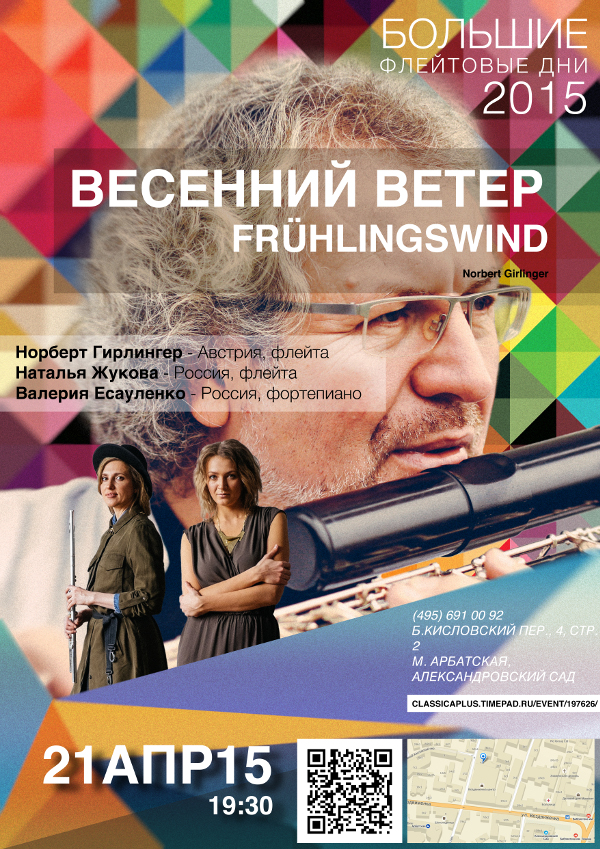 БОЛЬШИЕ
ФЛЕЙТОВЫЕ ДНИ
2015
ВЕСЕННИЙ ВЕТЕР
FRÜHLINGSWIND
Norbert Girlinger
Норберт Гирлингер - Австрия, флейта
Наталья Жукова - Россия, флейта
Валерия Есауленко - Россия, фортепиано
(495) 691 00 92
Б.КИСЛОВСКИЙ ПЕР., 4, СТР.
2
М. АРБАТСКАЯ,
АЛЕКСАНДРОВСКИЙ САД
CLASSICAPLUS.TIMEPAD.RU/EVENT/197626/
21АПР15
19:30